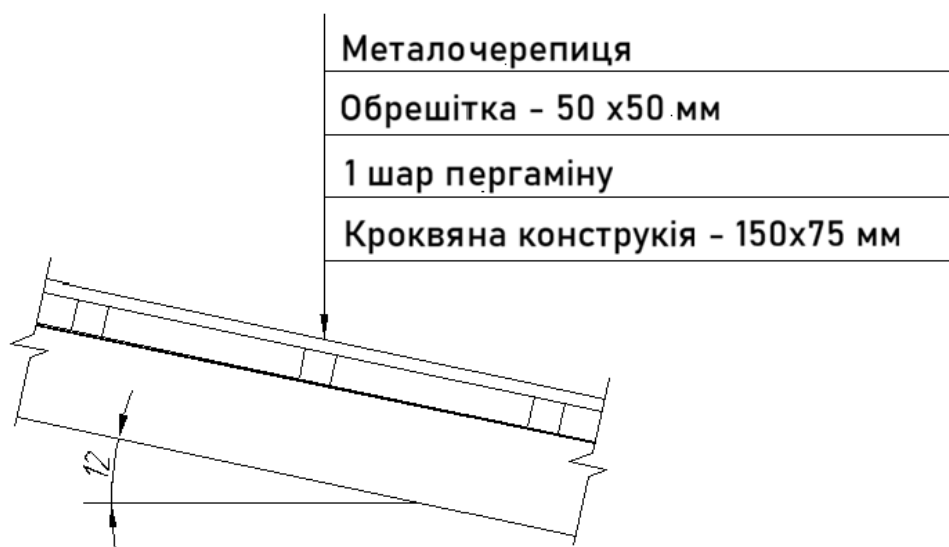 Металочерепиця
Обрешітка - 50 х50 мм
1 шар пергаміну
Кроквяна конструкія - 150х75 мм
12